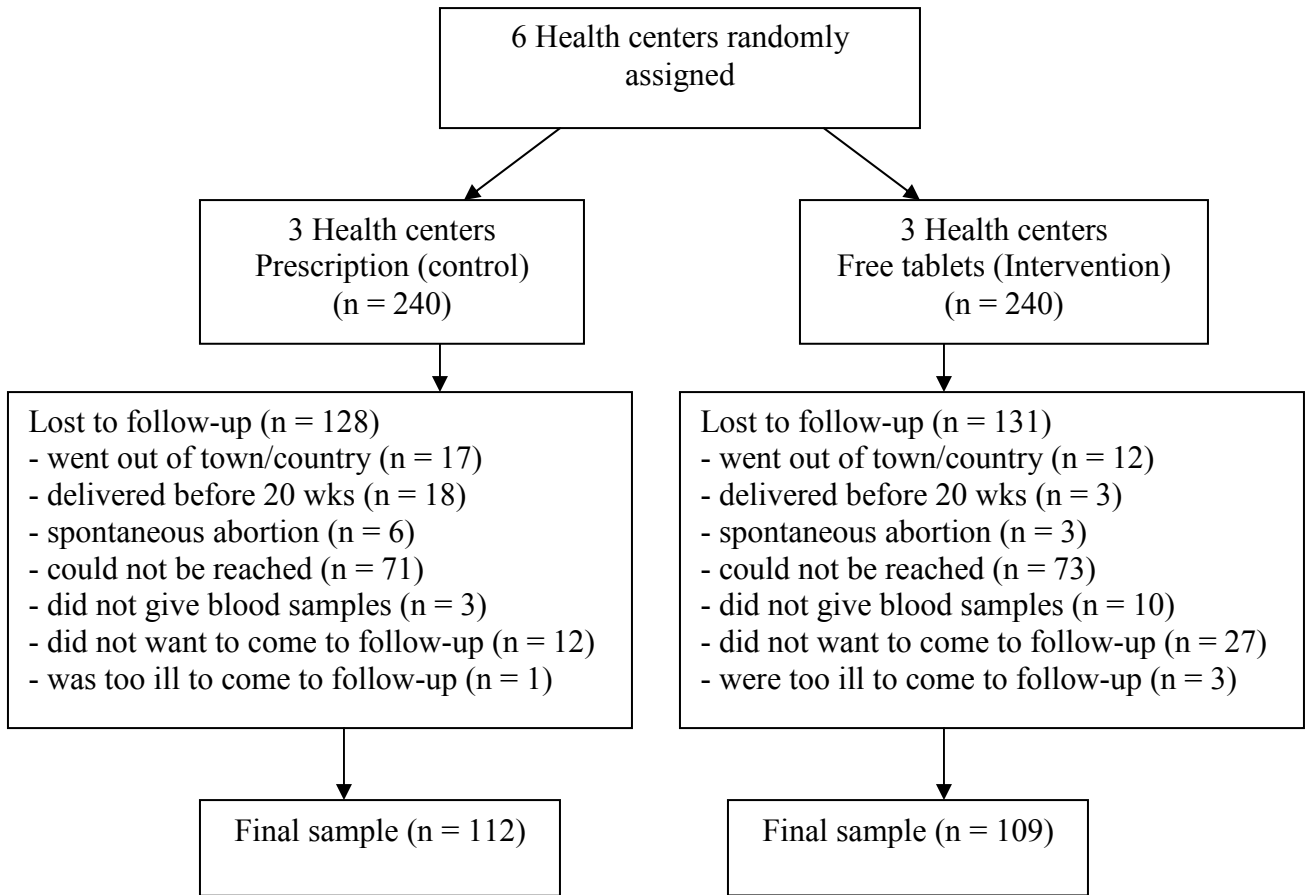 6 Health centers randomly
assigned
3 Health centers
Prescription (control)
(n = 240)
3 Health centers
Free tablets (Intervention)
(n = 240)
Lost to follow-up (n = 128)
- went out of town/country (n = 17)
- delivered before 20 wks (n = 18)
- spontaneous abortion (n = 6)
- could not be reached (n = 71)
- did not give blood samples (n = 3)
- did not want to come to follow-up (n = 12)
- was too ill to come to follow-up (n = 1)
Lost to follow-up (n = 131)
- went out of town/country (n = 12)
- delivered before 20 wks (n = 3)
- spontaneous abortion (n = 3)
- could not be reached (n = 73)
- did not give blood samples (n = 10)
- did not want to come to follow-up (n = 27)
- were too ill to come to follow-up (n = 3)
Final sample (n = 112)
Final sample (n = 109)